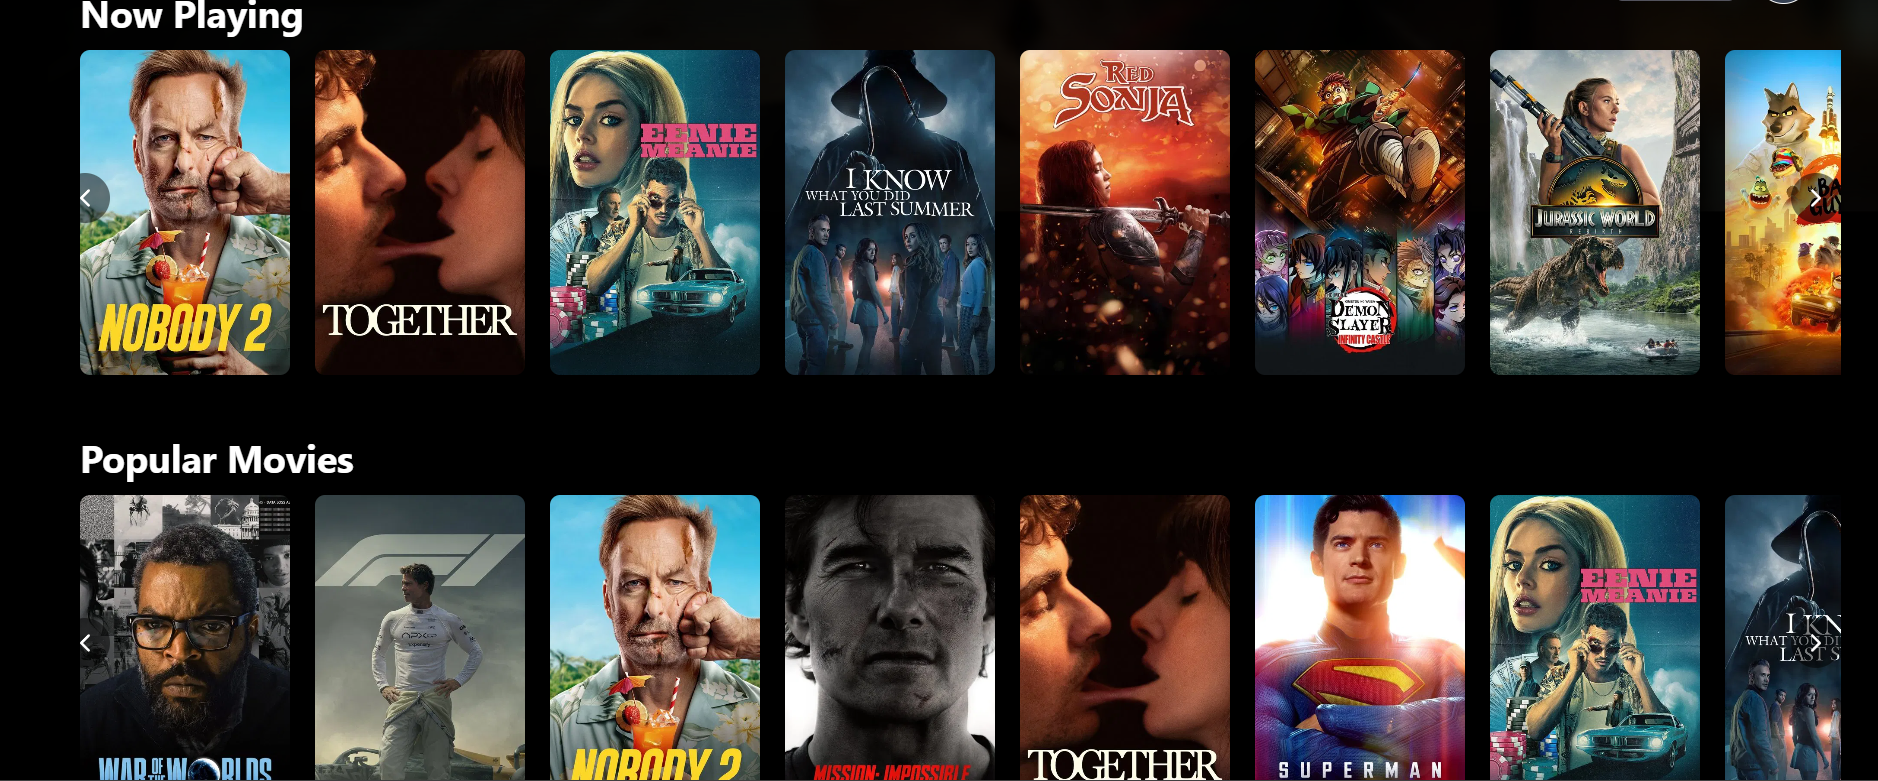 Now Playing
NOBODY 2
TOGETHER
EENIE
MEANIE
I KNOW
WHAT YOU DID
LAST SUMMER
RED
SONJA
DEMON
SLAYER
INFINITY CASTLE
JURASSIC WORLD
REBIRTH
BA
GUY
Popular Movies
WAR OF THE WORLDS
F1
APXGP
NOBODY 2
MISSION: IMPOSSIBLE
TOGETHER
SUPERMAN
EENIE
MEANIE
I KN
WHAT YOU DI
LAST S